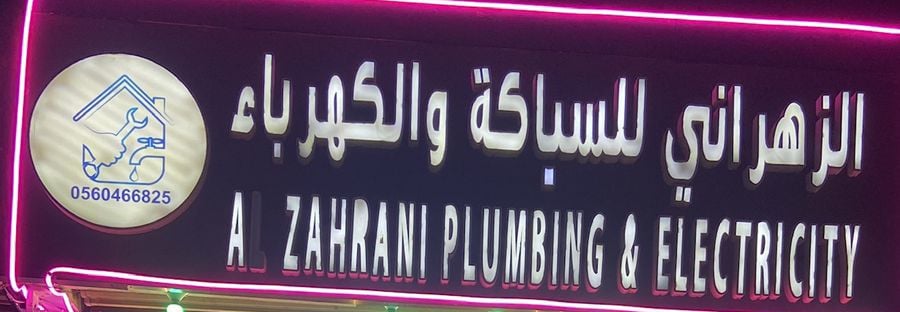 الزهراني للسباكة والكهرباء
AL ZAHRANI PLUMBING & ELECTRICITY
0560466825